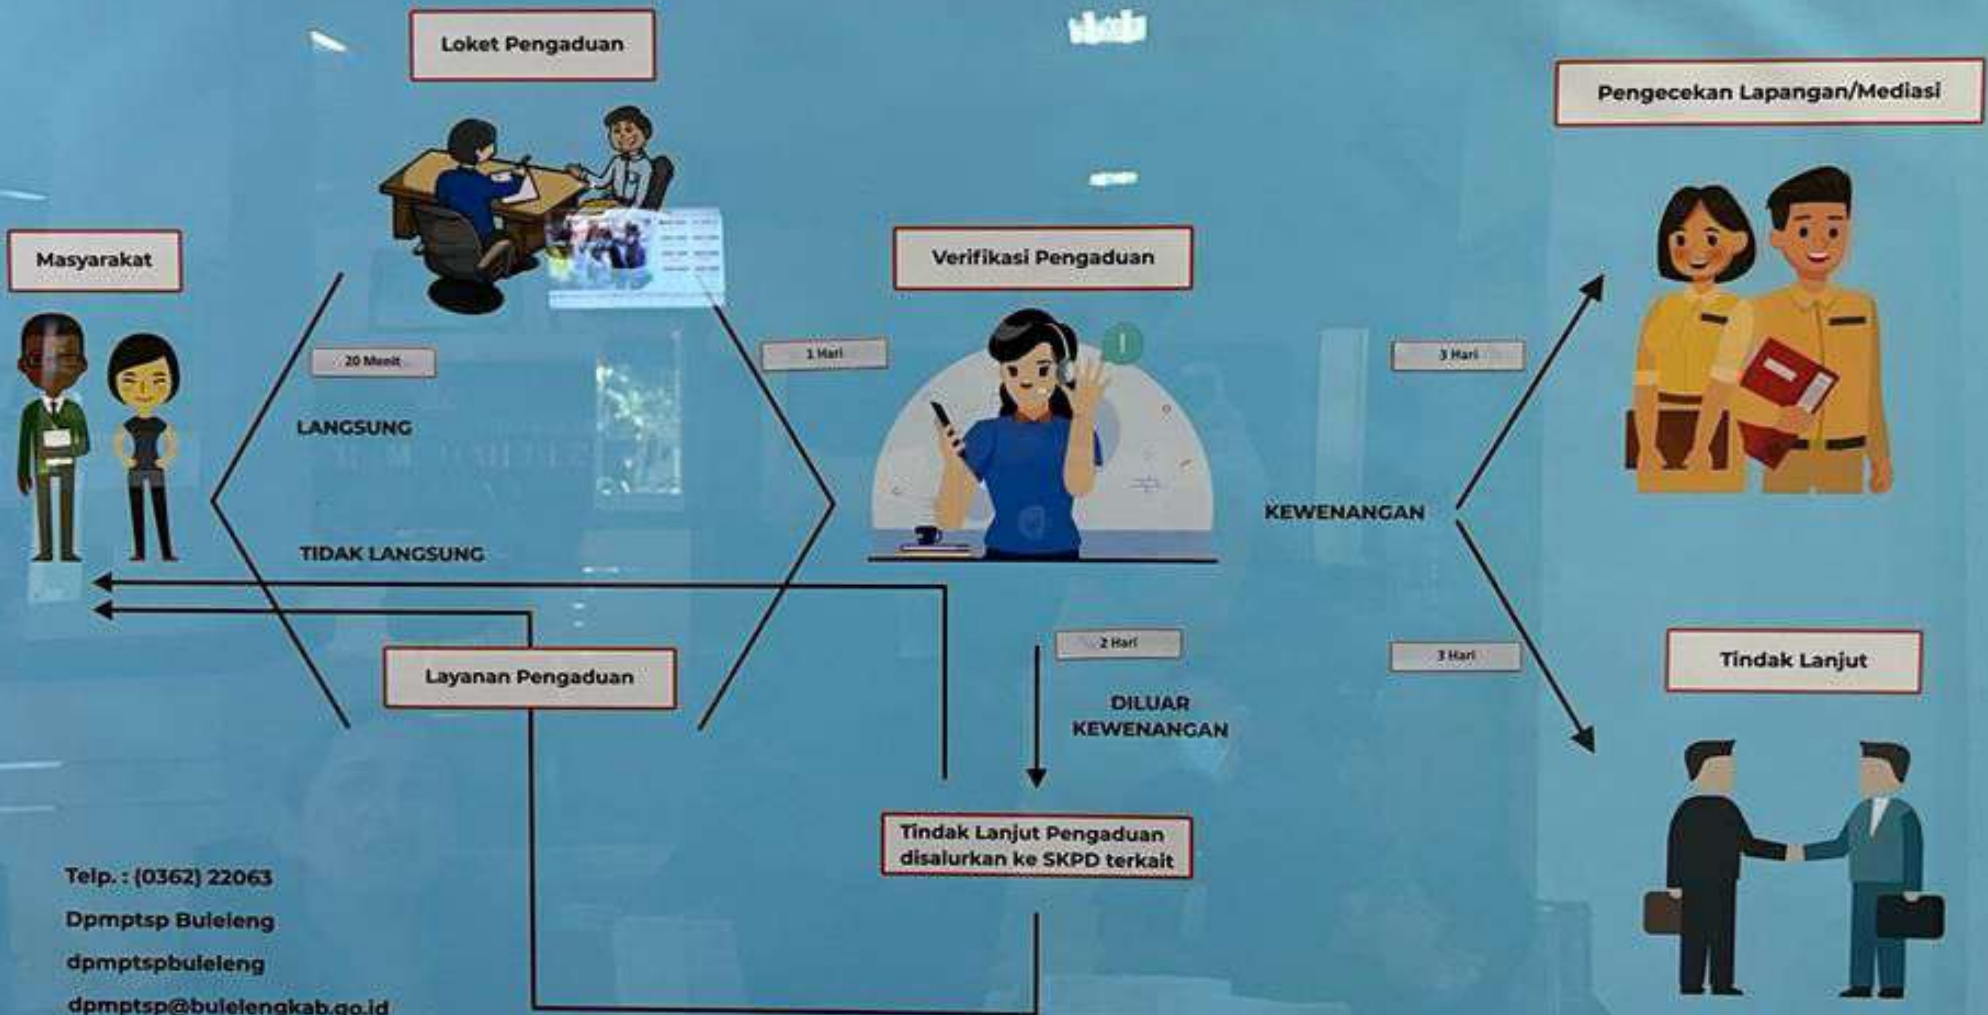 Loket Pengaduan
Pengecekan Lapangan/Mediasi
Masyarakat
Verifikasi Pengaduan
20 Menit
1 Hari
3 Hari
LANGSUNG
KEWENANGAN
TIDAK LANGSUNG
2 Hari
3 Hari
Layanan Pengaduan
Tindak Lanjut
DILUAR
KEWENANGAN
Tindak Lanjut Pengaduan
disalurkan ke SKPD terkait
Telp. : (0362) 22063
Dpmptsp Buleleng
dpmptspbuleleng
dpmptsp@bulelengkab.go.id